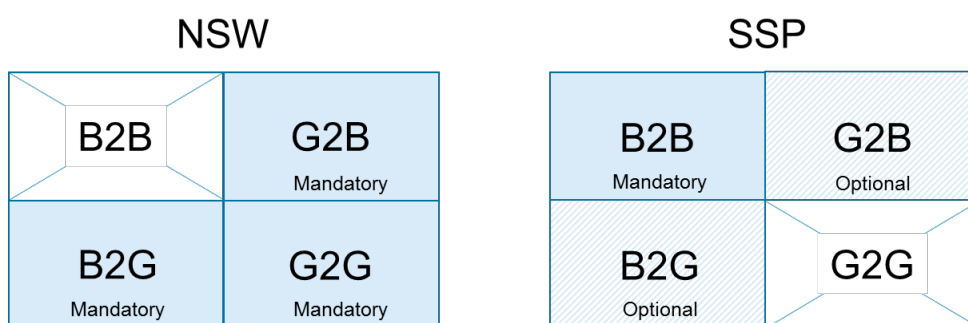 NSW
B2B
G2B
Mandatory
B2G
Mandatory
G2G
Mandatory
SSP
B2B
Mandatory
G2B
Optional
B2G
Optional
G2G